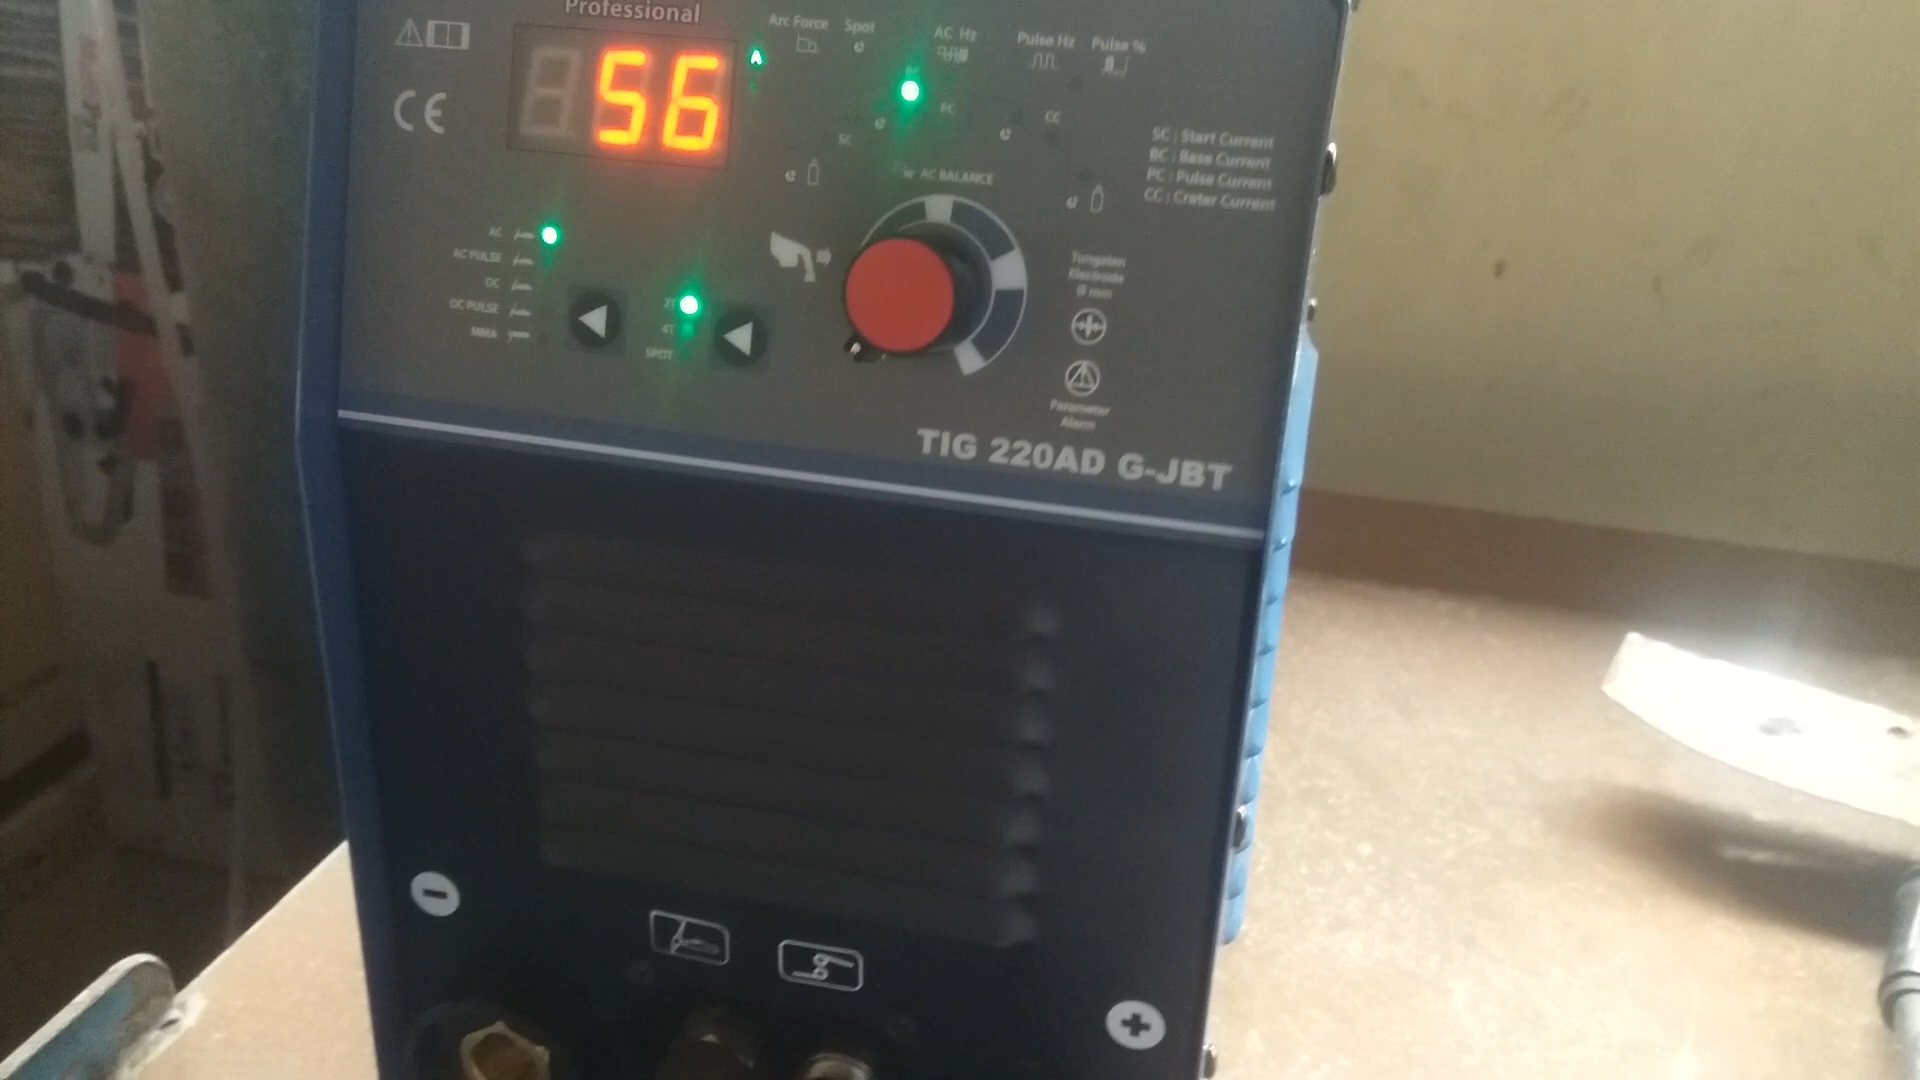 Professional
56
A
Arc Force
Spot
AC Hz
Pulse Hz
Pulse %
CE
BC
PC
CC
SC
SC : Start Current
BC : Base Current
PC : Pulse Current
CC : Crater Current
AC BALANCE
AC
AC PULSE
DC
DC PULSE
MMA
2T
4T
SPOT
Tungsten
Electrode
Ø mm
Parameter
Alarm
TIG 220AD G-JBT
-
+